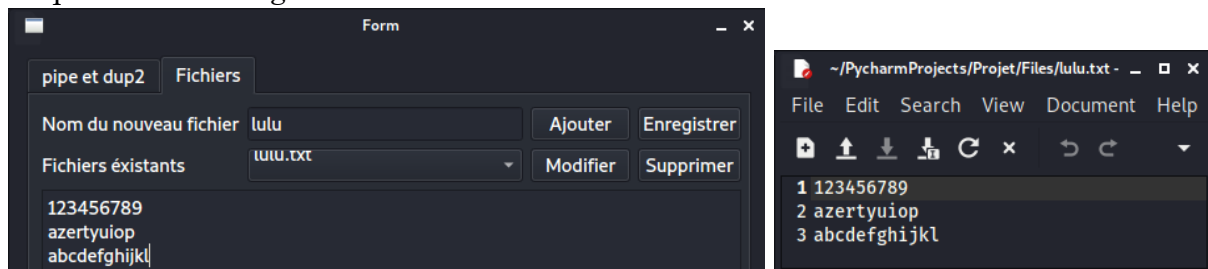 Form
pipe et dup2 Fichiers
Nom du nouveau fichier lulu Ajouter Enregistrer
Fichiers éxistants lulu.txt Modifier Supprimer
123456789
azertyuiop
abcdefghijkl
~/PycharmProjects/Projet/Files/lulu.txt -
File Edit Search View Document Help
1 123456789
2 azertyuiop
3 abcdefghijkl